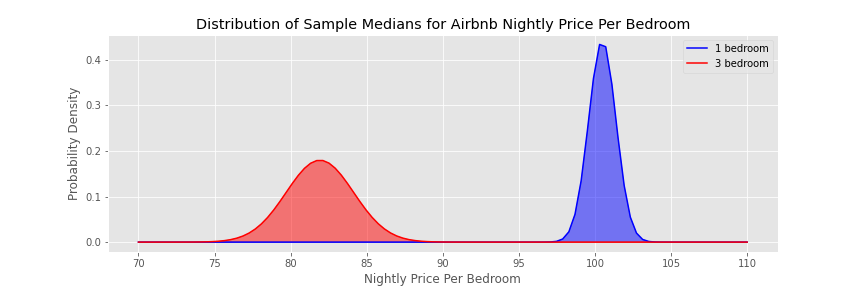 Distribution of Sample Medians for Airbnb Nightly Price Per Bedroom
1 bedroom
3 bedroom
Probability Density
0.4
0.3
0.2
0.1
0.0
70 75 80 85 90 95 100 105 110
Nightly Price Per Bedroom